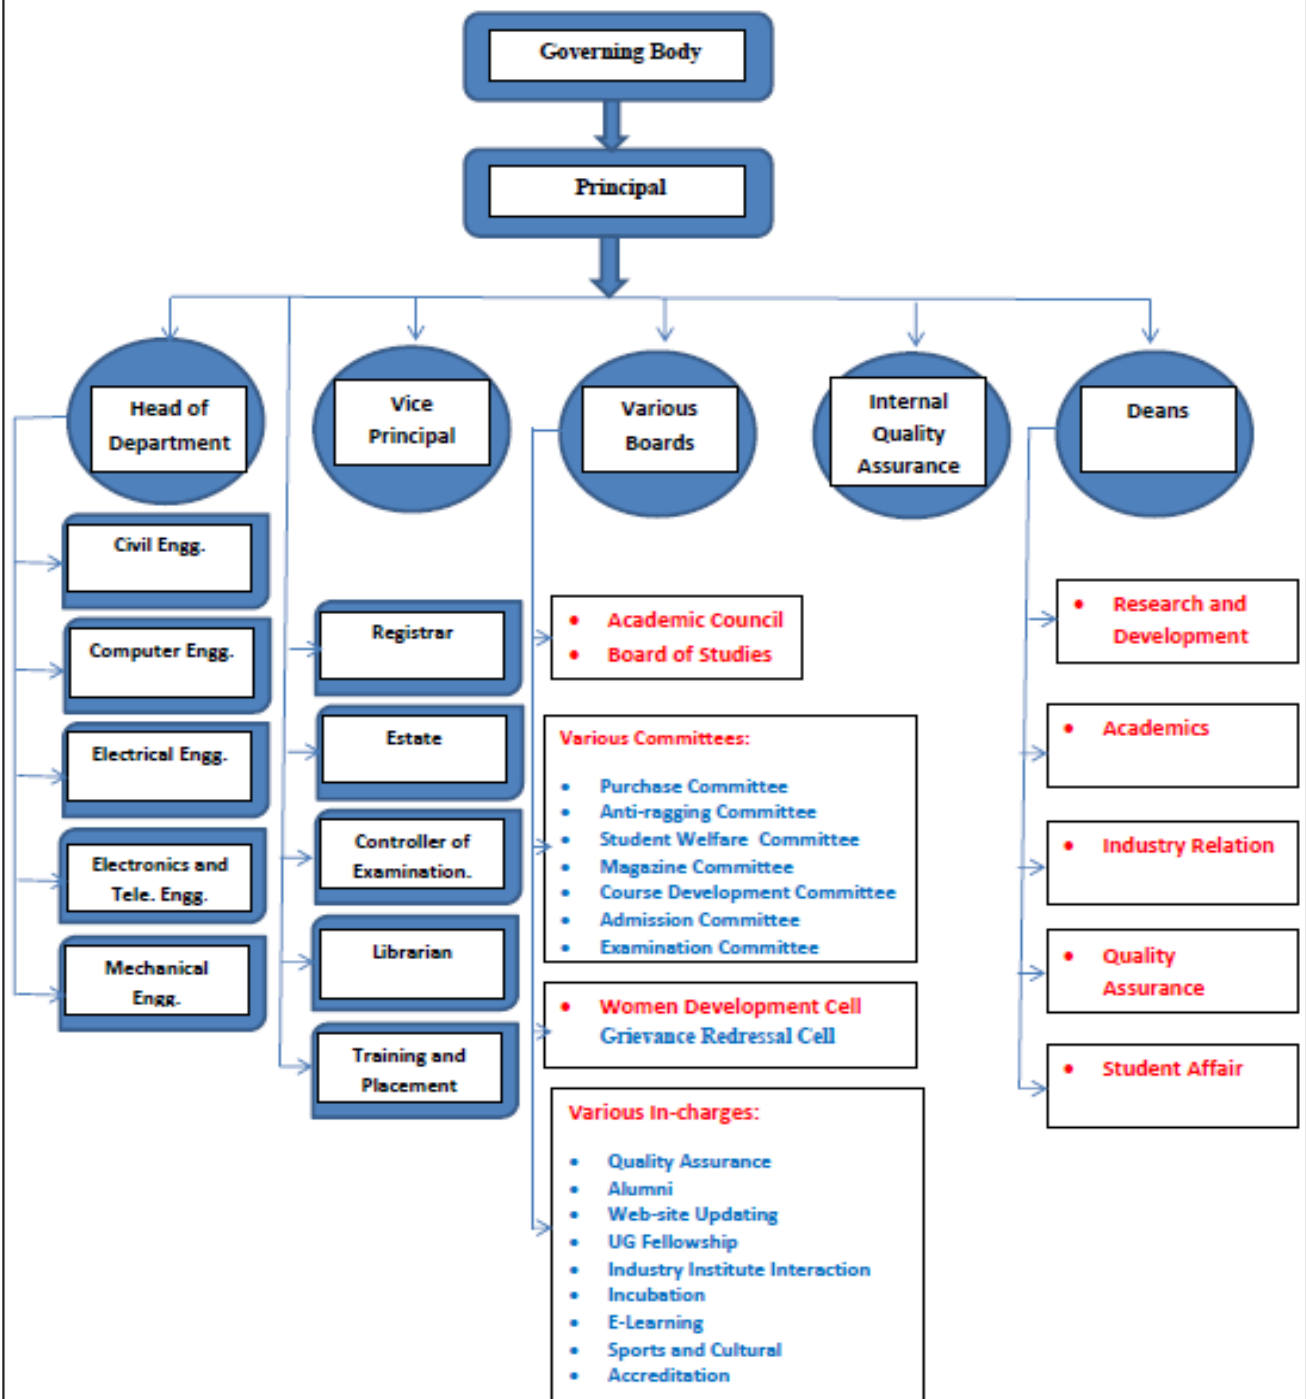 Governing Body
Principal
Head of
Department
Vice
Principal
Various
Boards
Internal
Quality
Assurance
Deans
Civil Engg.
Computer Engg.
Electrical Engg.
Electronics and
Tele. Engg.
Mechanical
Engg.
Registrar
Estate
Controller of
Examination.
Librarian
Training and
Placement
• Academic Council
• Board of Studies
Various Committees:
• Purchase Committee
• Anti-ragging Committee
• Student Welfare Committee
• Magazine Committee
• Course Development Committee
• Admission Committee
• Examination Committee
• Women Development Cell
Grievance Redressal Cell
Various In-charges:
• Quality Assurance
• Alumni
• Web-site Updating
• UG Fellowship
• Industry Institute Interaction
• Incubation
• E-Learning
• Sports and Cultural
• Accreditation
• Research and
Development
• Academics
• Industry Relation
• Quality
Assurance
• Student Affair